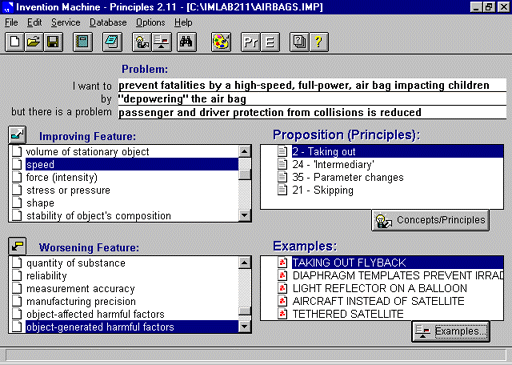 Invention Machine - Principles 2.11 - [C:\IMLAB211\AIRBAGS.IMP]
File Edit Service Database Options Help
Pr E
Problem:
I want to prevent fatalities by a high-speed, full-power, air bag impacting children
by "depowering" the air bag
but there is a problem passenger and driver protection from collisions is reduced
Improving Feature:
volume of stationary object
speed
force (intensity)
stress or pressure
shape
stability of object's composition
Proposition (Principles):
2 - Taking out
24 - 'Intermediary'
35 - Parameter changes
21 - Skipping
Concepts/Principles
Worsening Feature:
quantity of substance
reliability
measurement accuracy
manufacturing precision
object-affected harmful factors
object-generated harmful factors
Examples:
TAKING OUT FLYBACK
DIAPHRAGM TEMPLATES PREVENT IRRAD
LIGHT REFLECTOR ON A BALLOON
AIRCRAFT INSTEAD OF SATELLITE
TETHERED SATELLITE
Examples...